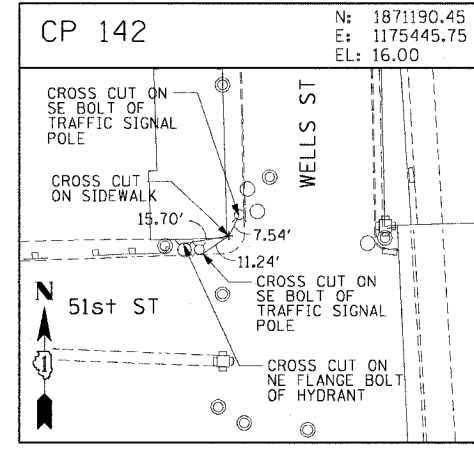 CP 142
N: 1871190.45
E: 1175445.75
EL: 16.00
CROSS CUT ON
SE BOLT OF
TRAFFIC SIGNAL
POLE
WELLS ST
CROSS CUT
ON SIDEWALK
15.70'
7.54'
11.24'
CROSS CUT ON
SE BOLT OF
TRAFFIC SIGNAL
POLE
N
51st ST
1
CROSS CUT ON
NE FLANGE BOLT
OF HYDRANT